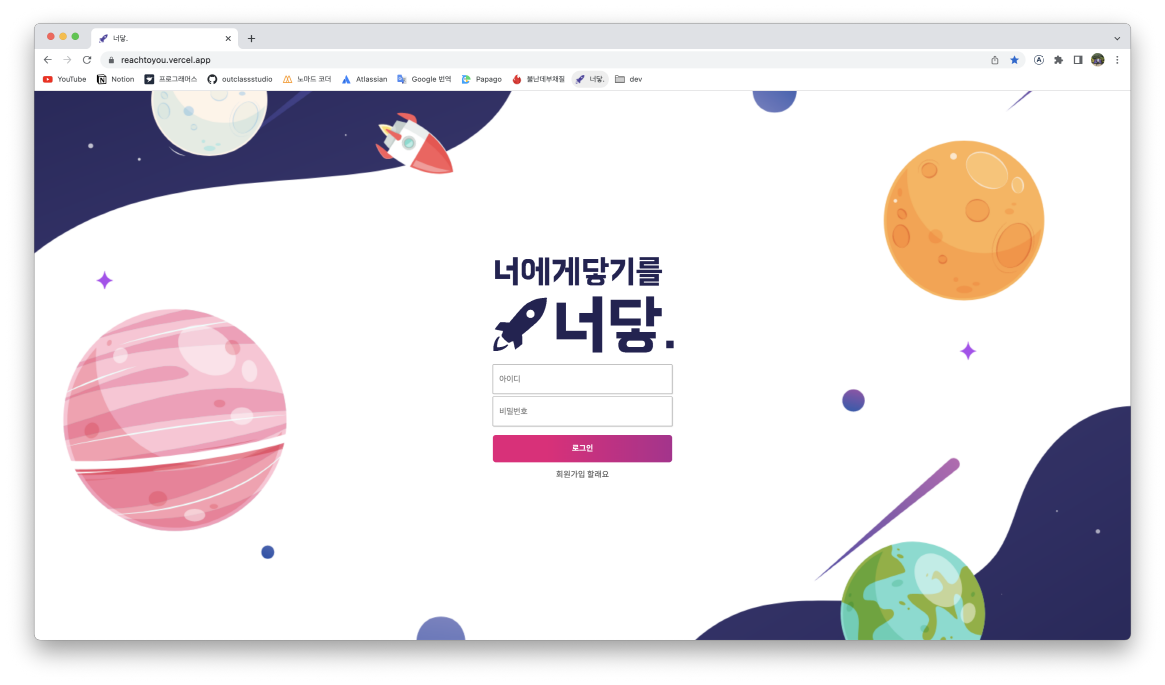 너닿.
reachtoyou.vercel.app
YouTube Notion 프로그래머스 outclassstudio 노마드 코더 Atlassian Google 번역 Papago 불난데부채질 너닿. dev
너에게닿기를
너닿.
아이디
비밀번호
로그인
회원가입 할래요